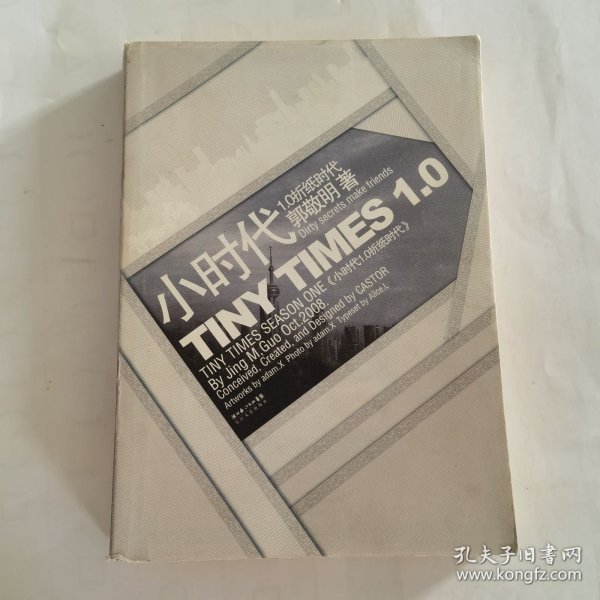 小时代
1.0折纸时代
郭敬明 著
Dirty secrets make friends
TINY TIMES 1.0
TINY TIMES SEASON ONE《小时代1.0折纸时代》
By Jing M.Guo Oct 2008.
Conceived, Created, and Designed by CASTOR
Artworks by adam.X Photo by adam.X Typeset by Alice.L
孔夫子旧书网
www.kongfz.com